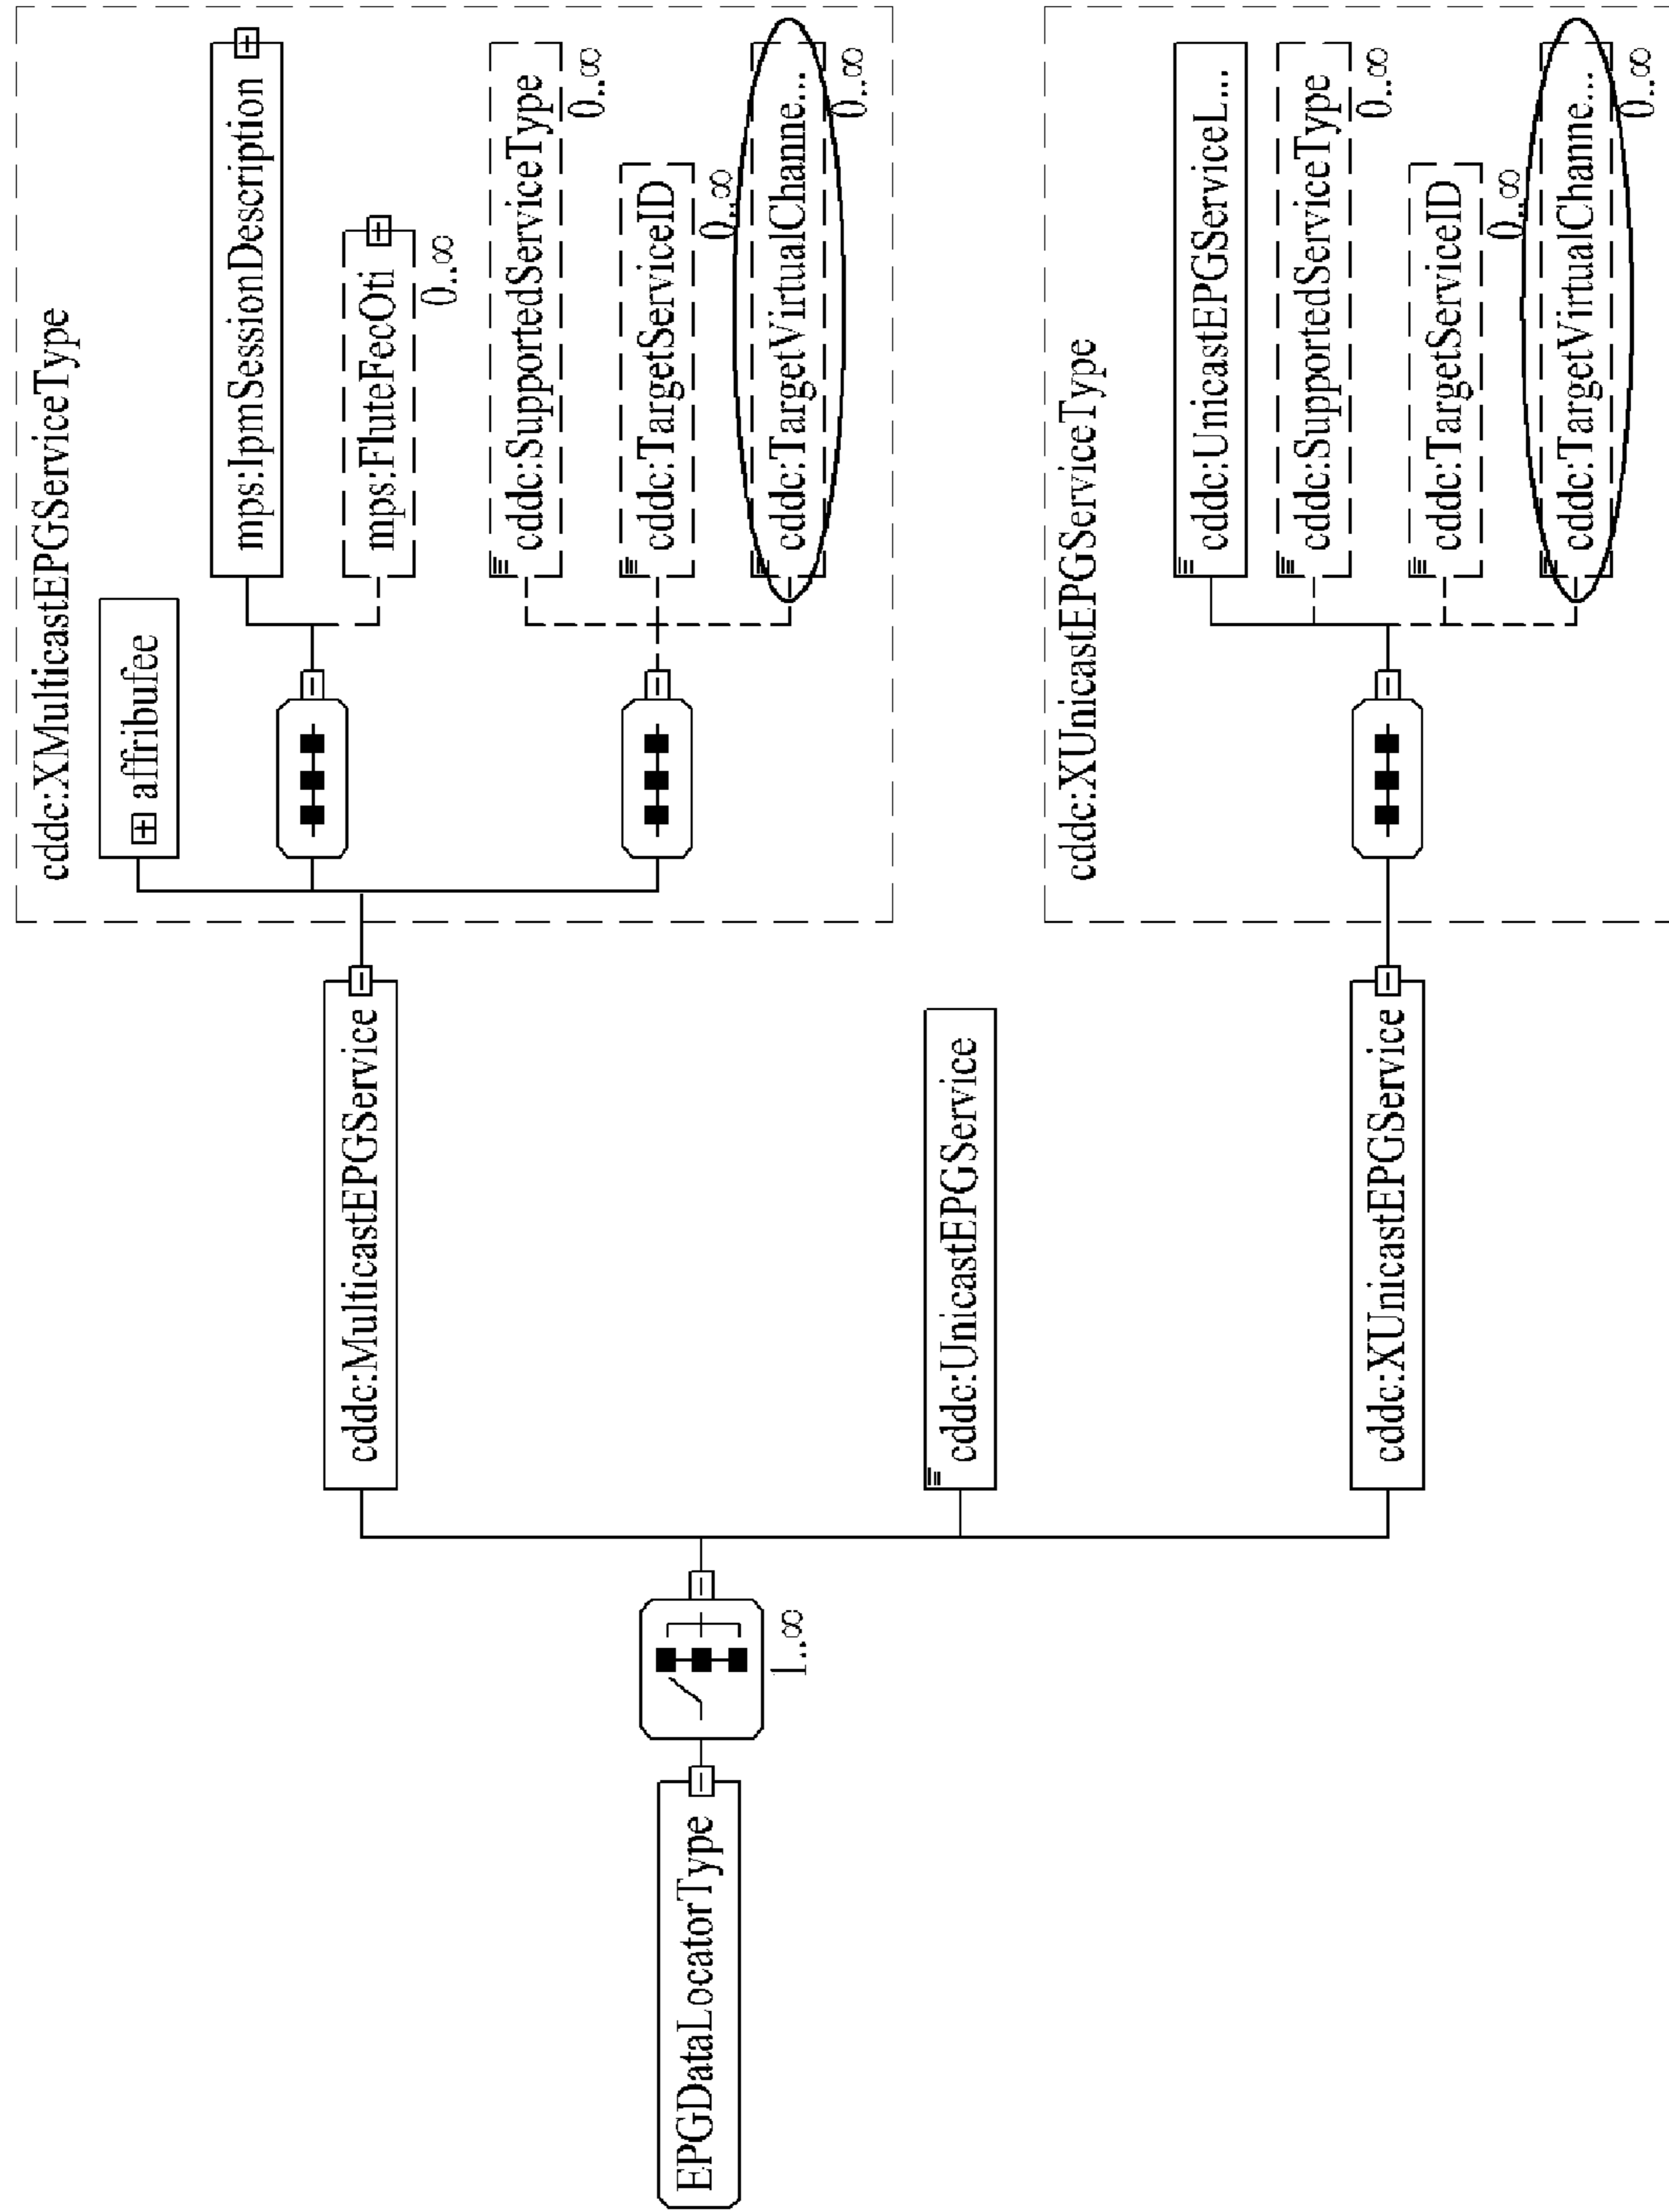 EPGDataLocatorType
1..∞
cddc:MulticastEPGService
cddc:UnicastEPGService
cddc:XUnicastEPGService
cddc:XMulticastEPGServiceType
affribufee
mps:IpmSessionDescription
mps:FluteFecOti
0..∞
cddc:SupportedServiceType
0..∞
cddc:TargetServiceID
0..∞
cddc:TargetVirtualChanne...
0..∞
cddc:XUnicastEPGServiceType
cddc:UnicastEPGServiceL...
cddc:SupportedServiceType
0..∞
cddc:TargetServiceID
0..∞
cddc:TargetVirtualChanne...
0..∞